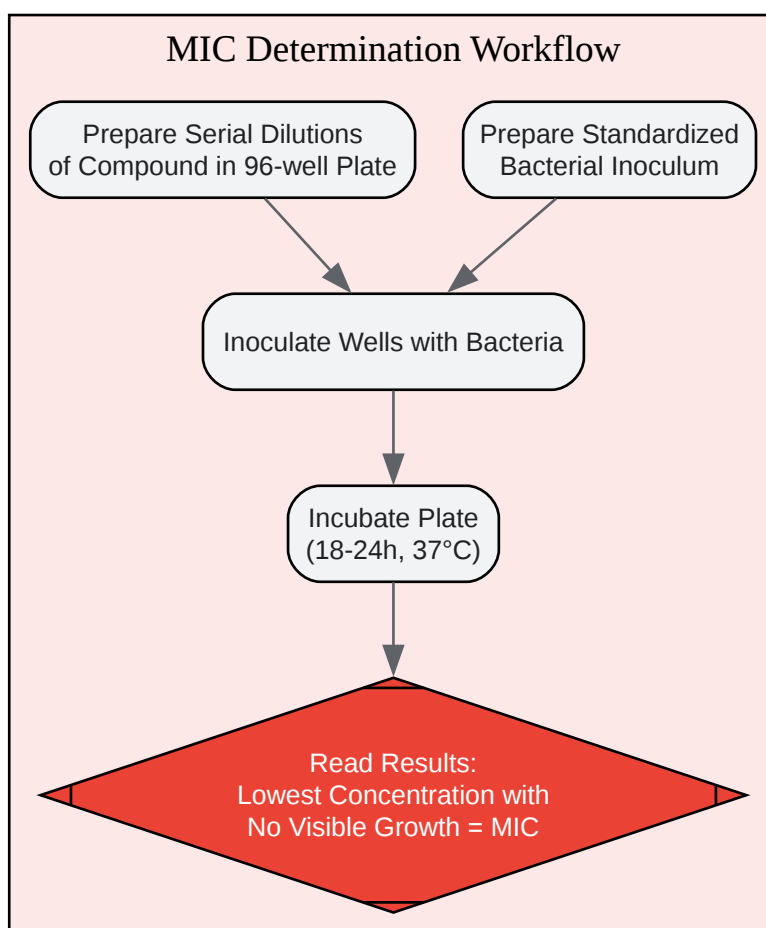 MIC Determination Workflow
Prepare Serial Dilutions
of Compound in 96-well Plate
Prepare Standardized
Bacterial Inoculum
Inoculate Wells with Bacteria
Incubate Plate
(18-24h, 37°C)
Read Results:
Lowest Concentration with
No Visible Growth = MIC